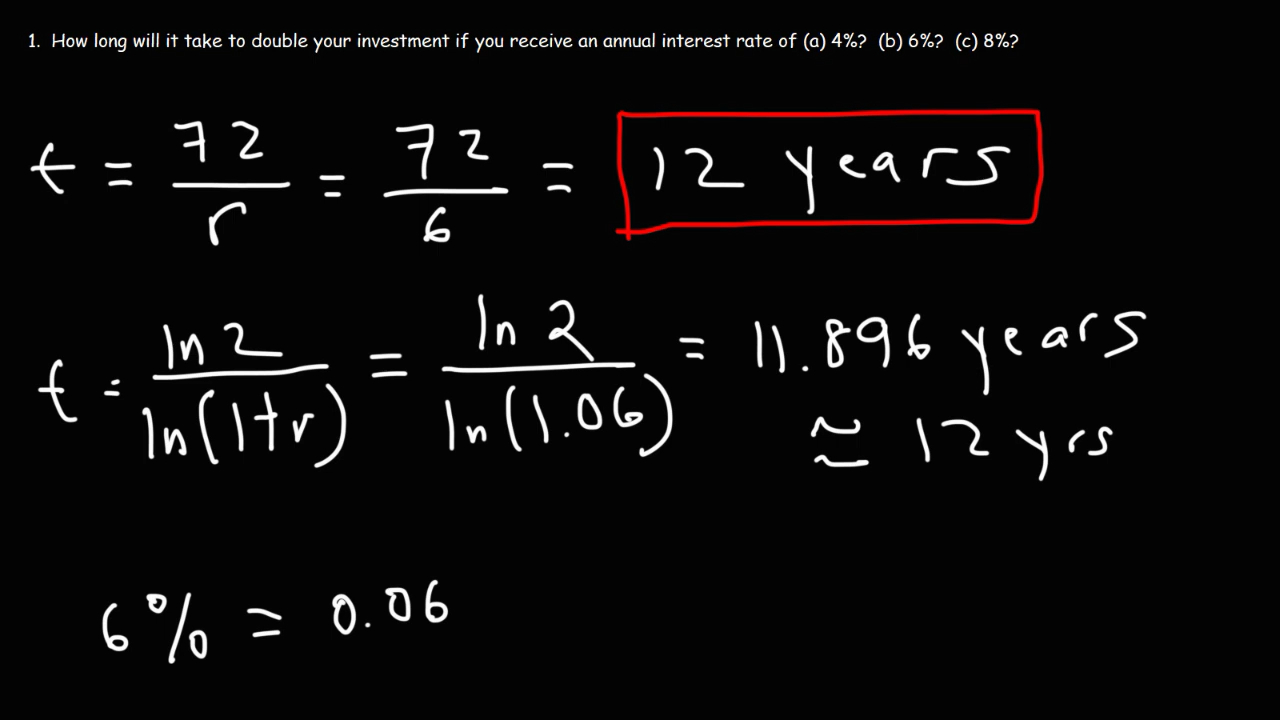 1. How long will it take to double your investment if you receive an annual interest rate of (a) 4%? (b) 6%? (c) 8%?
t = 72/r = 72/6 = 12 years
t = ln 2/ln(1+r) = ln 2/ln(1.06) = 11.896 years
≅ 12 yrs
6% = 0.06